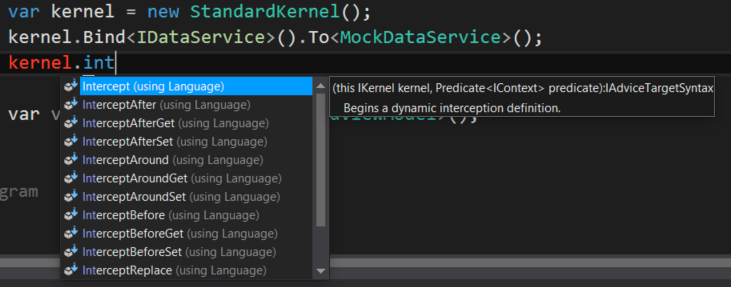 var kernel = new StandardKernel();
kernel.Bind<IDataService>().To<MockDataService>();
kernel.int
Intercept (using Language)
(this IKernel kernel, Predicate<IContext> predicate):IAdviceTargetSyntax
Begins a dynamic interception definition.
InterceptAfter (using Language)
var v
InterceptAfterGet (using Language)
InterceptAfterSet (using Language)
InterceptAround (using Language)
InterceptAroundGet (using Language)
gram
InterceptAroundSet (using Language)
InterceptBefore (using Language)
InterceptBeforeGet (using Language)
InterceptBeforeSet (using Language)
InterceptReplace (using Language)